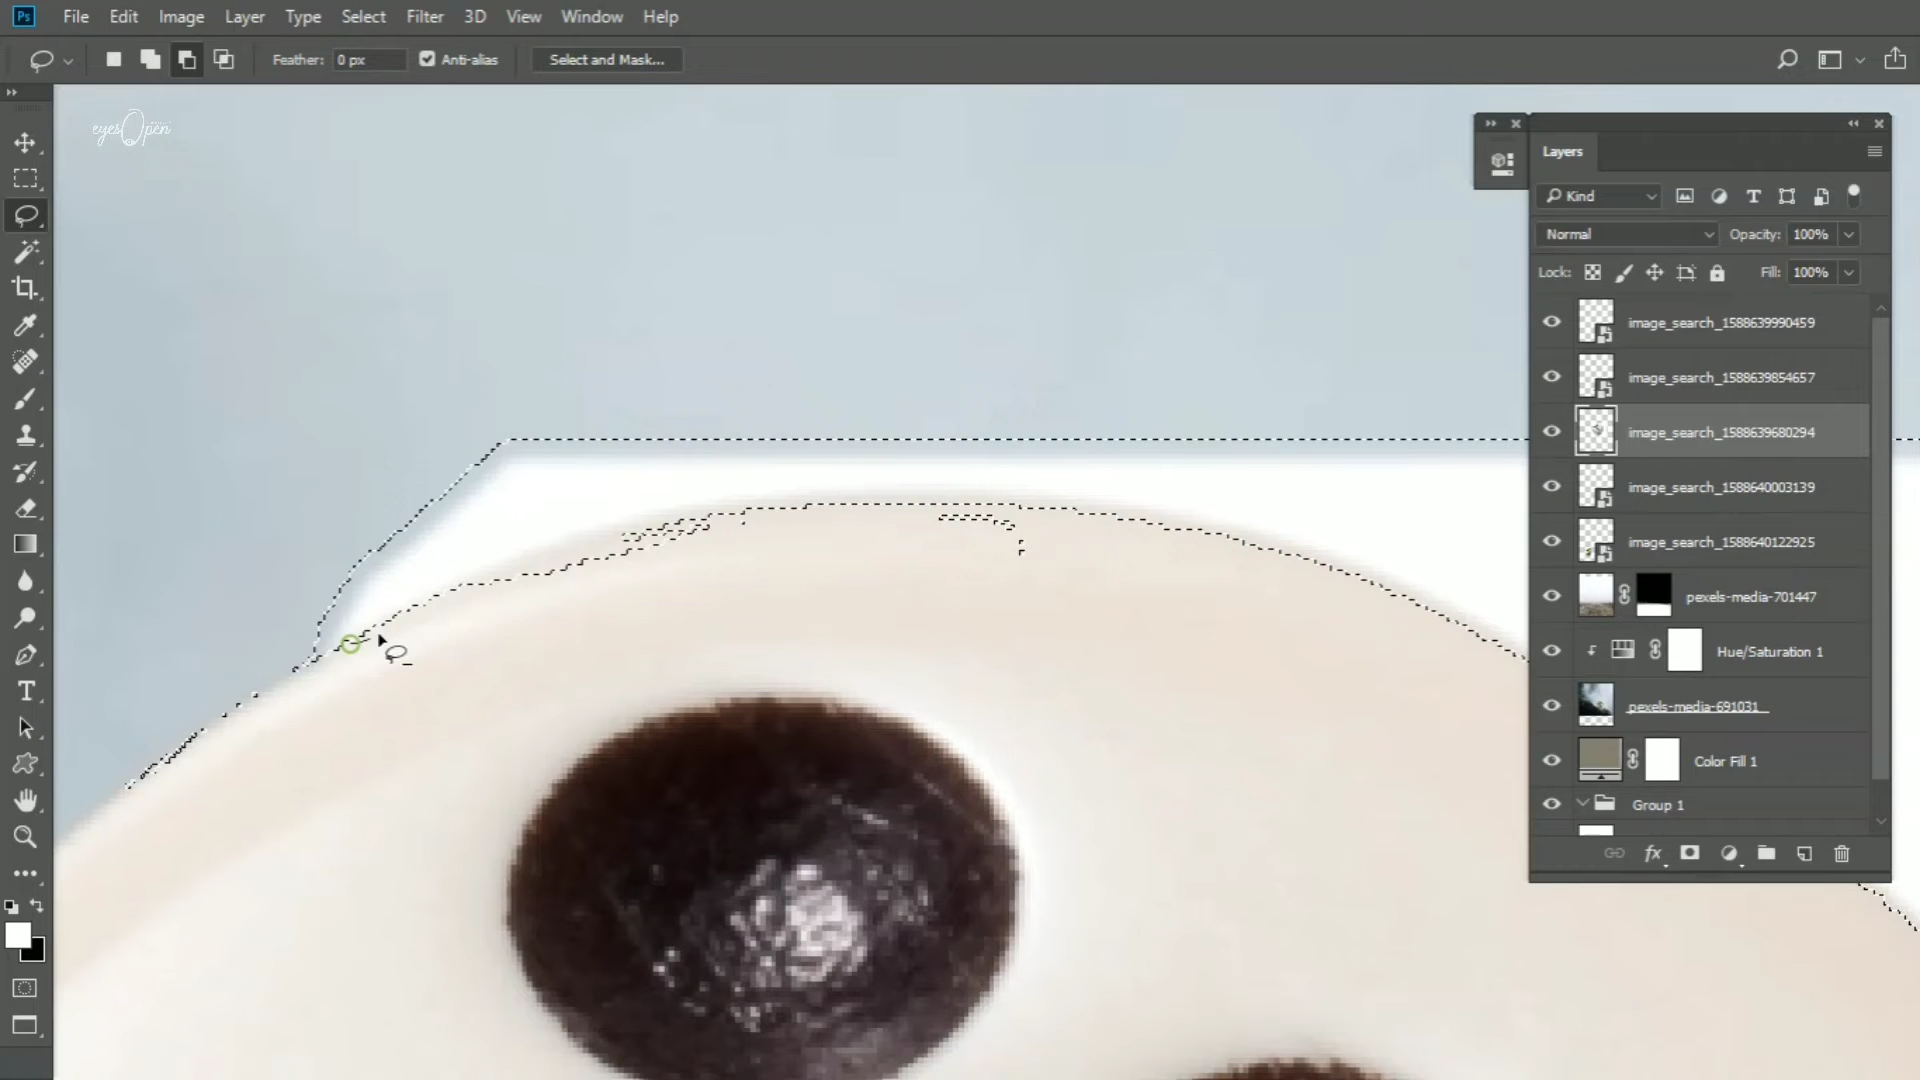 Ps File Edit Image Layer Type Select Filter 3D View Window Help
Feather: 0 px Anti-alias Select and Mask...
eyesOpen
Layers
Kind
Normal Opacity: 100%
Lock: Fill: 100%
image_search_1588639990459
image_search_1588639854657
image_search_1588639680294
image_search_1588640003139
image_search_1588640122925
pexels-media-701447
Hue/Saturation 1
pexels-media-691031
Color Fill 1
Group 1
fx